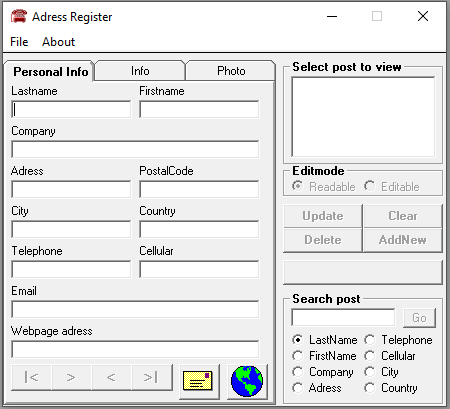 Adress Register
File About
Personal Info Info Photo
Lastname Firstname
Company
Adress PostalCode
City Country
Telephone Cellular
Email
Webpage adress
|< > < >|
Select post to view
Editmode
Readable Editable
Update Clear
Delete AddNew
Search post
Go
LastName Telephone
FirstName Cellular
Company City
Adress Country